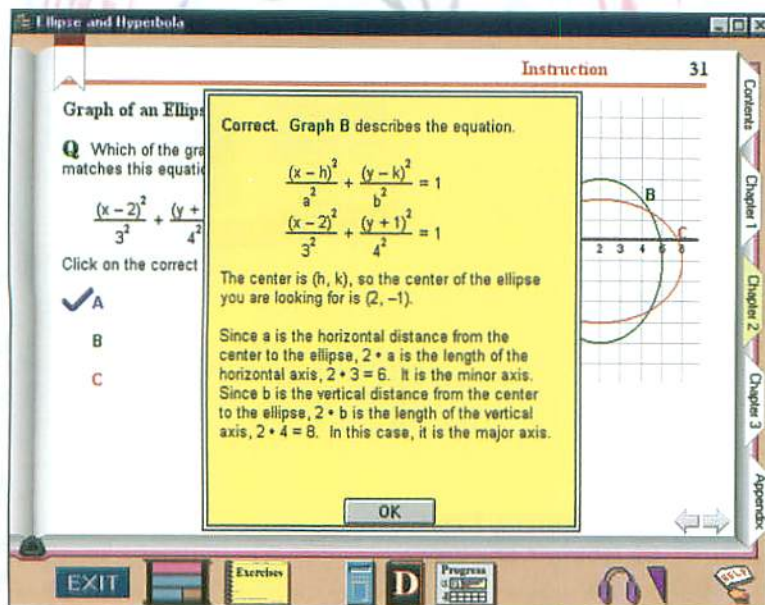 Ellipse and Hyperbola
Instruction 31
Graph of an Ellips
Q Which of the gra
matches this equatio
(x – 2)² / 3² + (y + / 4²
Click on the correct
A
B
C
Correct. Graph B describes the equation.
(x – h)² / a² + (y – k)² / b² = 1
(x – 2)² / 3² + (y + 1)² / 4² = 1
The center is (h, k), so the center of the ellipse
you are looking for is (2, –1).
Since a is the horizontal distance from the
center to the ellipse, 2 • a is the length of the
horizontal axis, 2 • 3 = 6. It is the minor axis.
Since b is the vertical distance from the center
to the ellipse, 2 • b is the length of the vertical
axis, 2 • 4 = 8. In this case, it is the major axis.
OK
B
C
2 3 4 6 8
Contents
Chapter 1
Chapter 2
Chapter 3
Appendix
EXIT
Exercises
D
Progress
HELP